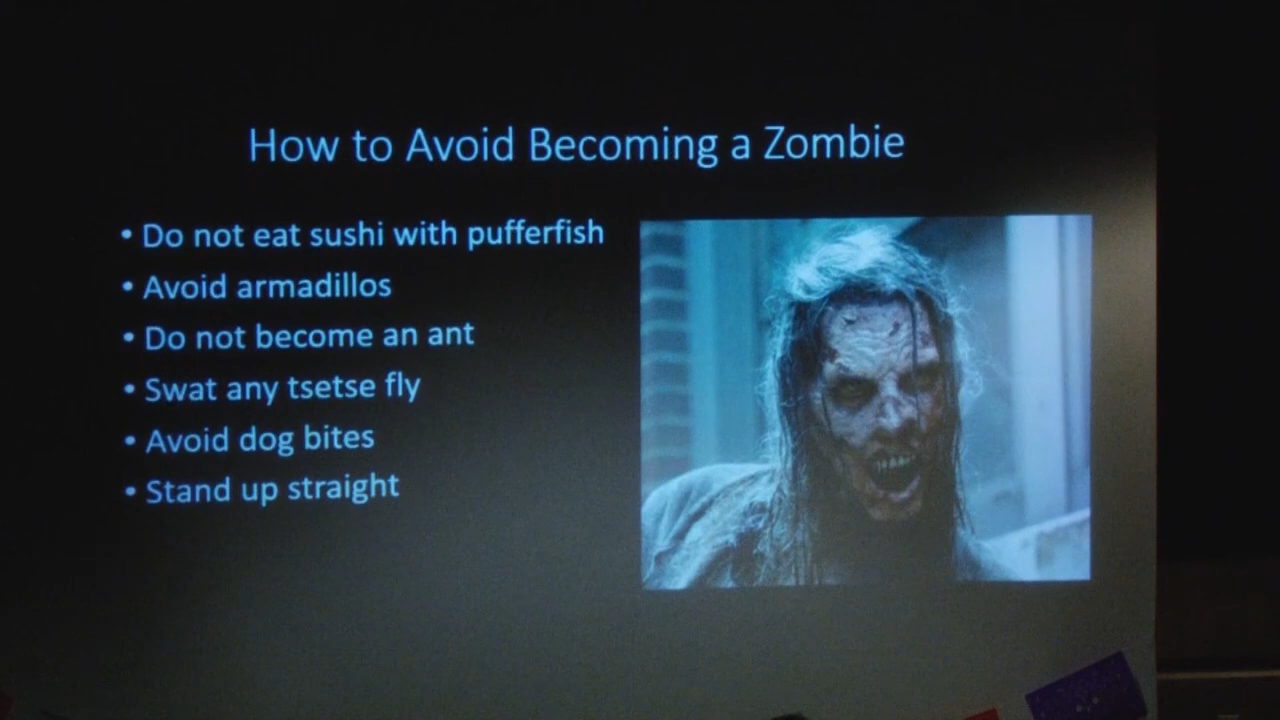 How to Avoid Becoming a Zombie
• Do not eat sushi with pufferfish
• Avoid armadillos
• Do not become an ant
• Swat any tsetse fly
• Avoid dog bites
• Stand up straight